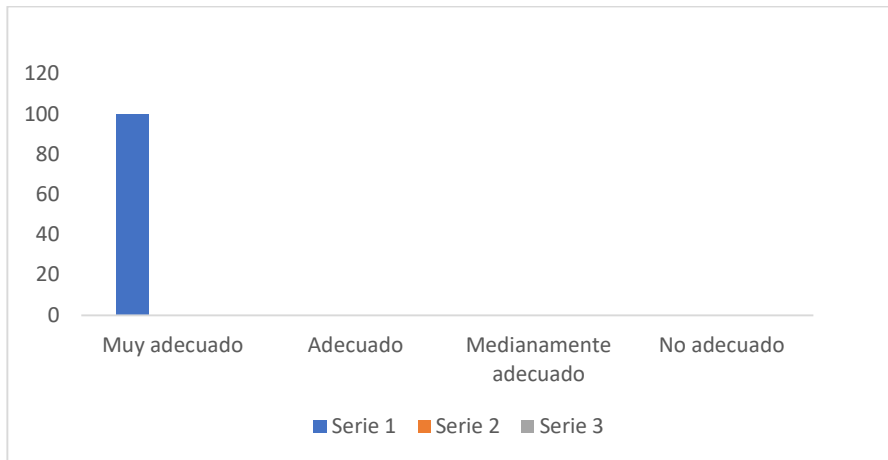 120
100
80
60
40
20
0
Muy adecuado
Adecuado
Medianamente
adecuado
No adecuado
Serie 1
Serie 2
Serie 3